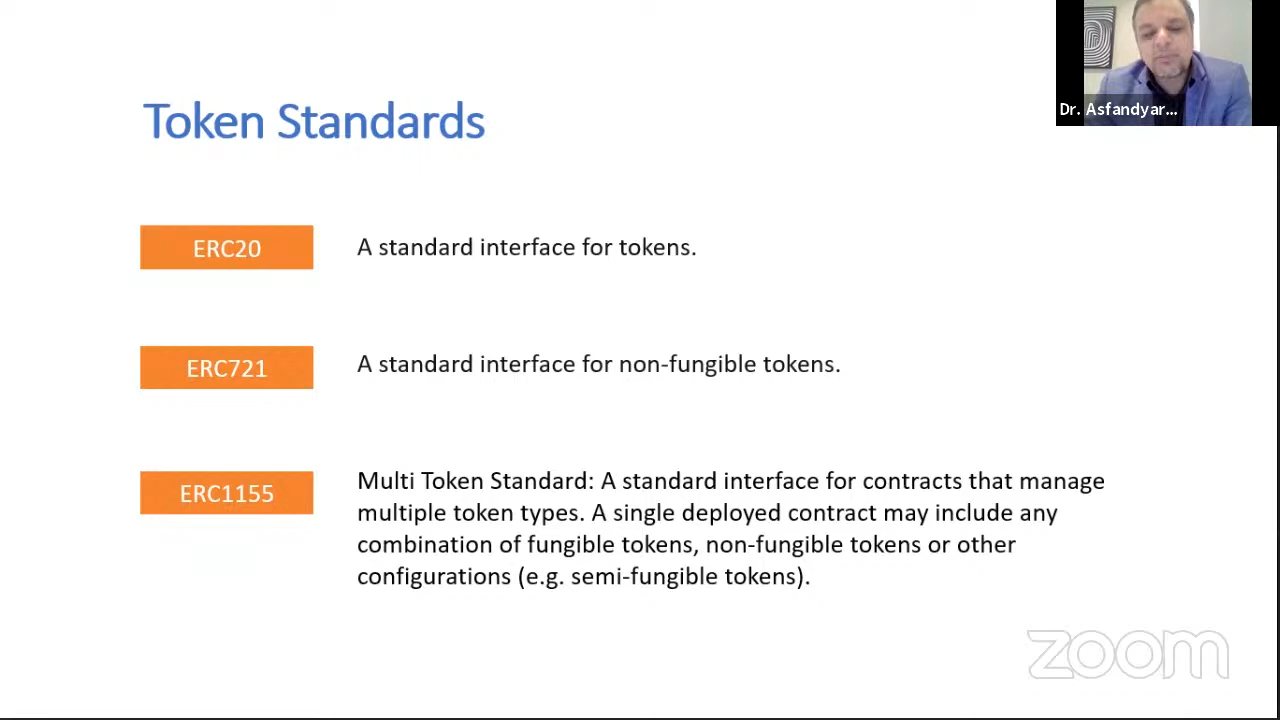 Dr. Asfandyar...
Token Standards
ERC20
A standard interface for tokens.
ERC721
A standard interface for non-fungible tokens.
ERC1155
Multi Token Standard: A standard interface for contracts that manage
multiple token types. A single deployed contract may include any
combination of fungible tokens, non-fungible tokens or other
configurations (e.g. semi-fungible tokens).
zoom